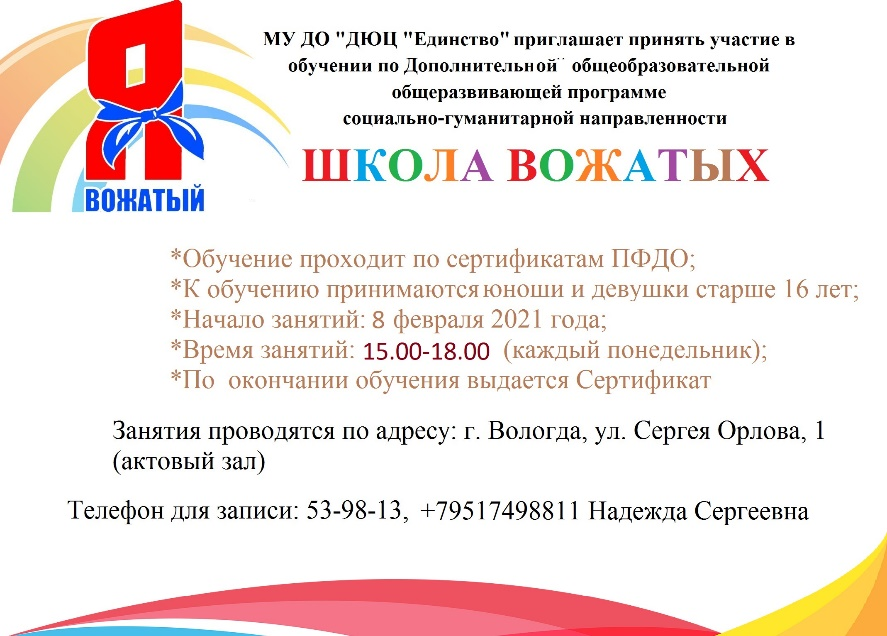 Я
ВОЖАТЫЙ
МУ ДО "ДЮЦ "Единство" приглашает принять участие в
обучении по Дополнительной общеобразовательной
общеразвивающей программе
социально-гуманитарной направленности
ШКОЛА ВОЖАТЫХ
*Обучение проходит по сертификатам ПФДО;
*К обучению принимаются юноши и девушки старше 16 лет;
*Начало занятий: 8 февраля 2021 года;
*Время занятий: 15.00-18.00 (каждый понедельник);
*По окончании обучения выдается Сертификат
Занятия проводятся по адресу: г. Вологда, ул. Сергея Орлова, 1
(актовый зал)
Телефон для записи: 53-98-13, +79517498811 Надежда Сергеевна